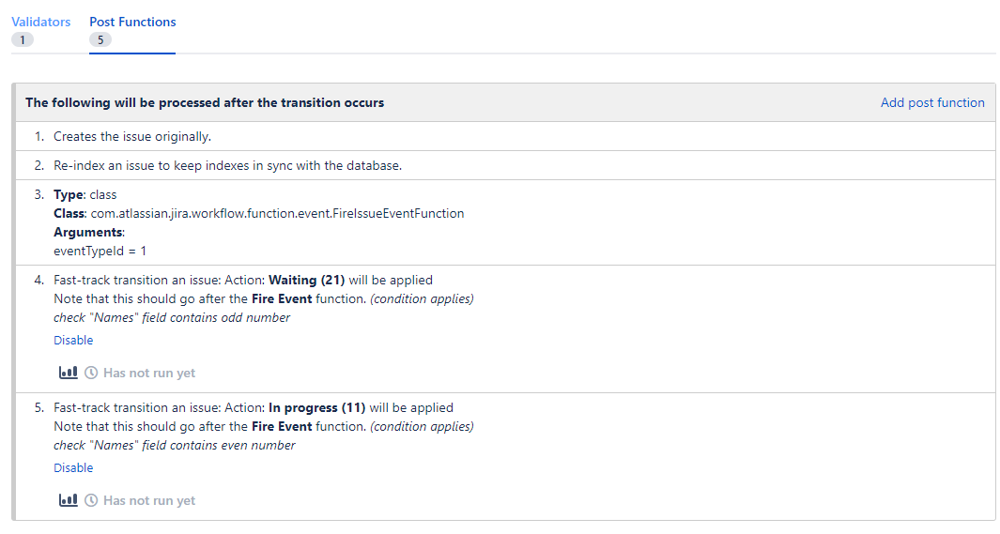 Validators
1
Post Functions
5
The following will be processed after the transition occurs
Add post function
1. Creates the issue originally.
2. Re-index an issue to keep indexes in sync with the database.
3. Type: class
Class: com.atlassian.jira.workflow.function.event.FireIssueEventFunction
Arguments:
eventTypeId = 1
4. Fast-track transition an issue: Action: Waiting (21) will be applied
Note that this should go after the Fire Event function. (condition applies)
check "Names" field contains odd number
Disable
Has not run yet
5. Fast-track transition an issue: Action: In progress (11) will be applied
Note that this should go after the Fire Event function. (condition applies)
check "Names" field contains even number
Disable
Has not run yet